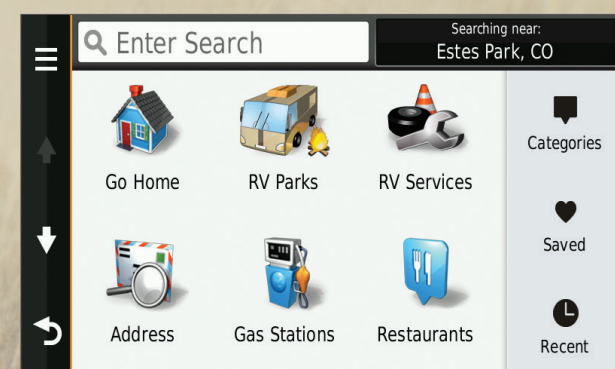 Enter Search
Searching near:
Estes Park, CO
Go Home
RV Parks
RV Services
Categories
Saved
Address
Gas Stations
Restaurants
Recent